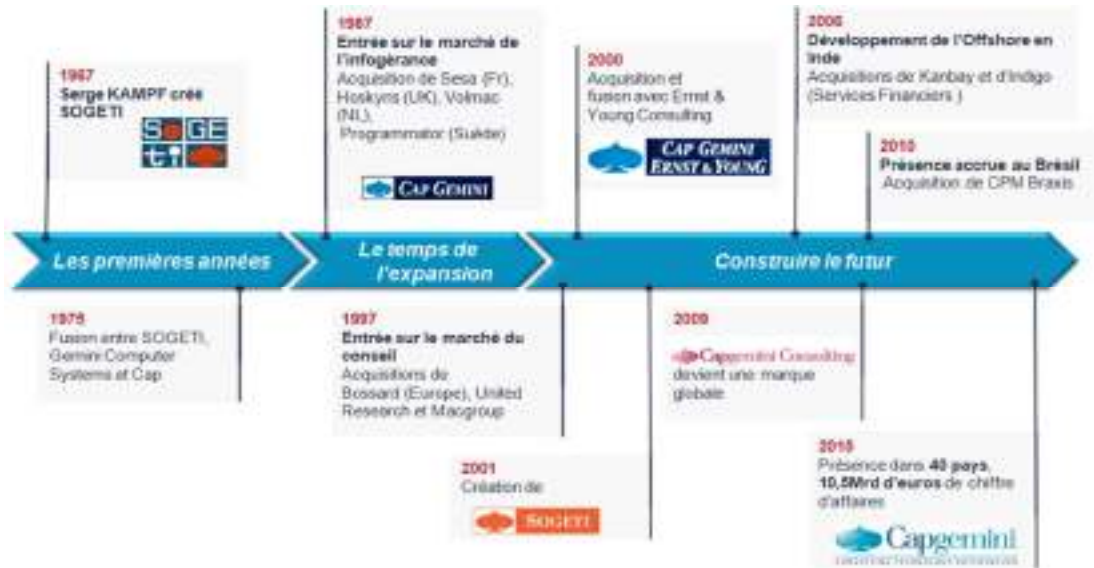 1967
Serge KAMPF crée
SOGETI
SOGE
ti
1987
Entrée sur le marché de
l'infogérance
Acquisition de Sesa (Fr),
Hoskyns (UK), Volmac
(NL),
Programmator (Suède)
CAP GEMINI
2000
Acquisition et
fusion avec Ernst &
Young Consulting
CAP GEMINI
ERNST & YOUNG
2006
Développement de l'Offshore en
Inde
Acquisitions de Kanbay et d'Indigo
(Services Financiers )
2010
Présence accrue au Brésil
Acquisition de CPM Braxis
Les premières années
Le temps de
l'expansion
Construire le futur
1975
Fusion entre SOGETI,
Gemini Computer
Systems et Cap
1997
Entrée sur le marché du
conseil
Acquisitions de
Bossard (Europe), United
Research et Macgroup
2001
Création de
SOGETI
2009
Capgemini Consulting
devient une marque
globale
Présence dans 40 pays,
10,5Mrd d'euros de chiffre
d'affaires
Capgemini